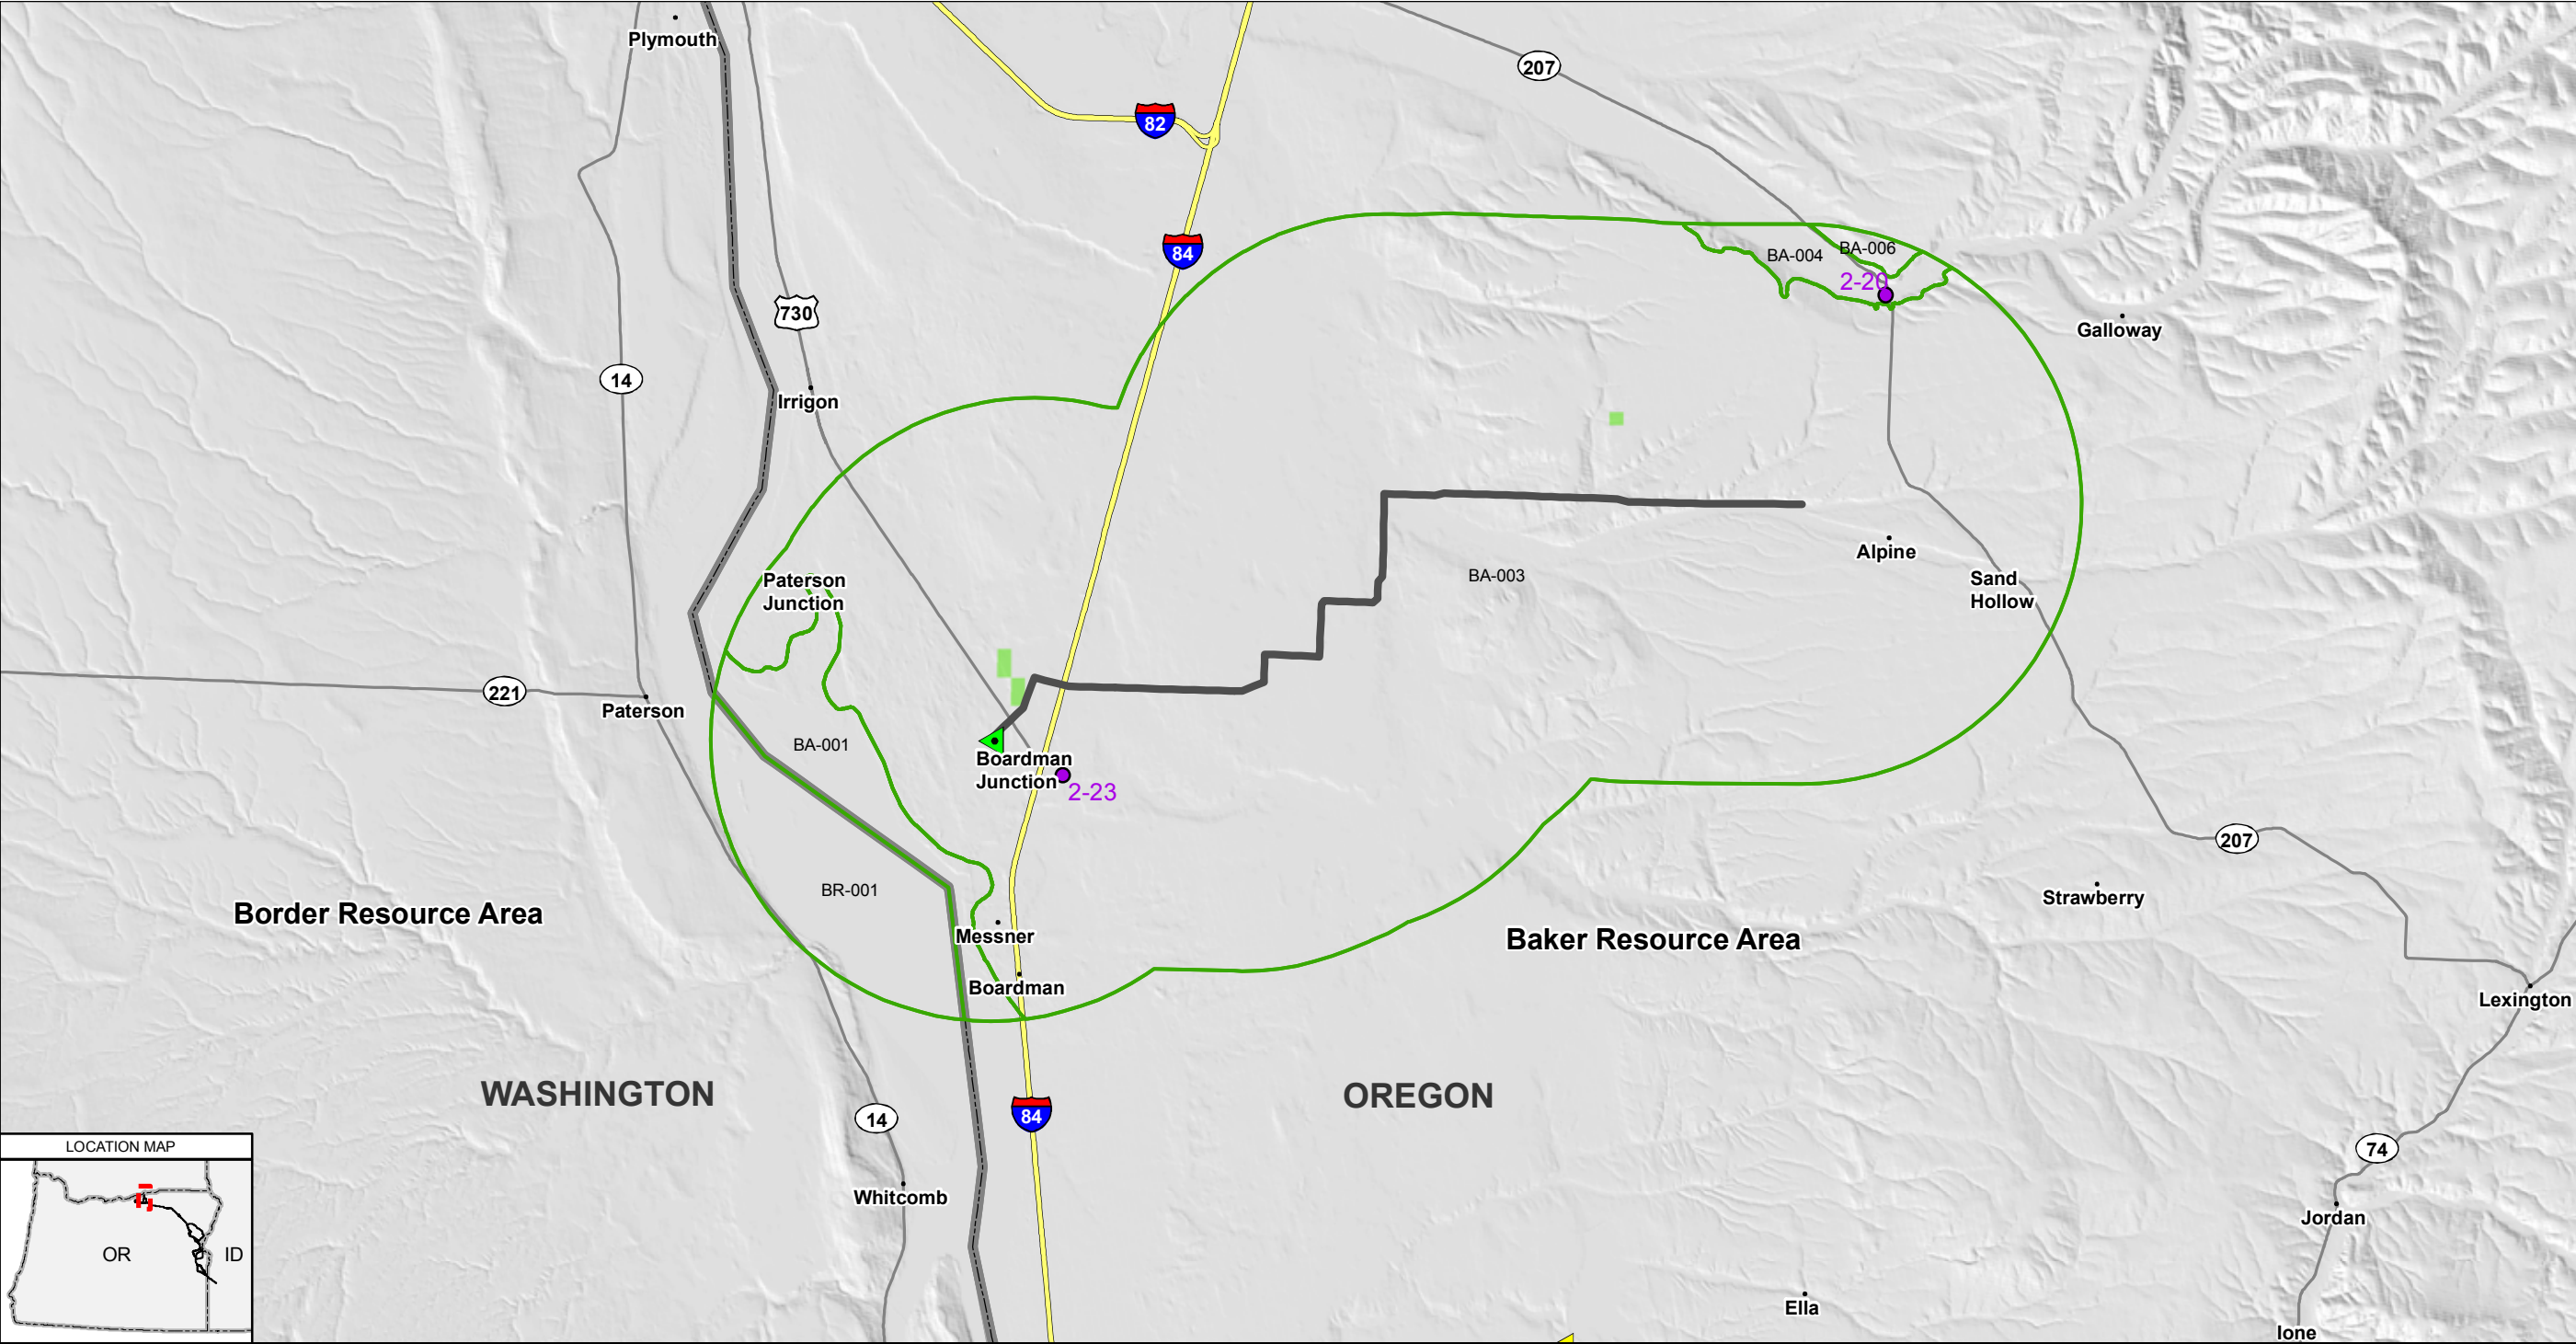 Plymouth
207
82
84
BA-004
BA-006
2-20
730
Galloway
14
Irrigon
Alpine
BA-003
Paterson
Junction
Sand
Hollow
221
Paterson
BA-001
Boardman
Junction
2-23
207
BR-001
Strawberry
Border Resource Area
Messner
Baker Resource Area
Boardman
Lexington
WASHINGTON
OREGON
14
84
LOCATION MAP
74
Whitcomb
Jordan
OR
ID
Ella
Ione